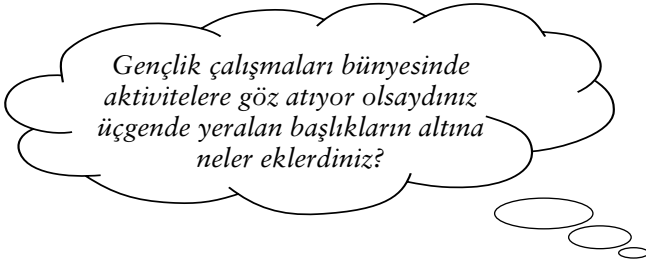 Gençlik çalışmaları bünyesinde
aktivitelere göz atıyor olsaydınız
üçgende yeralan başlıkların altına
neler eklerdiniz?